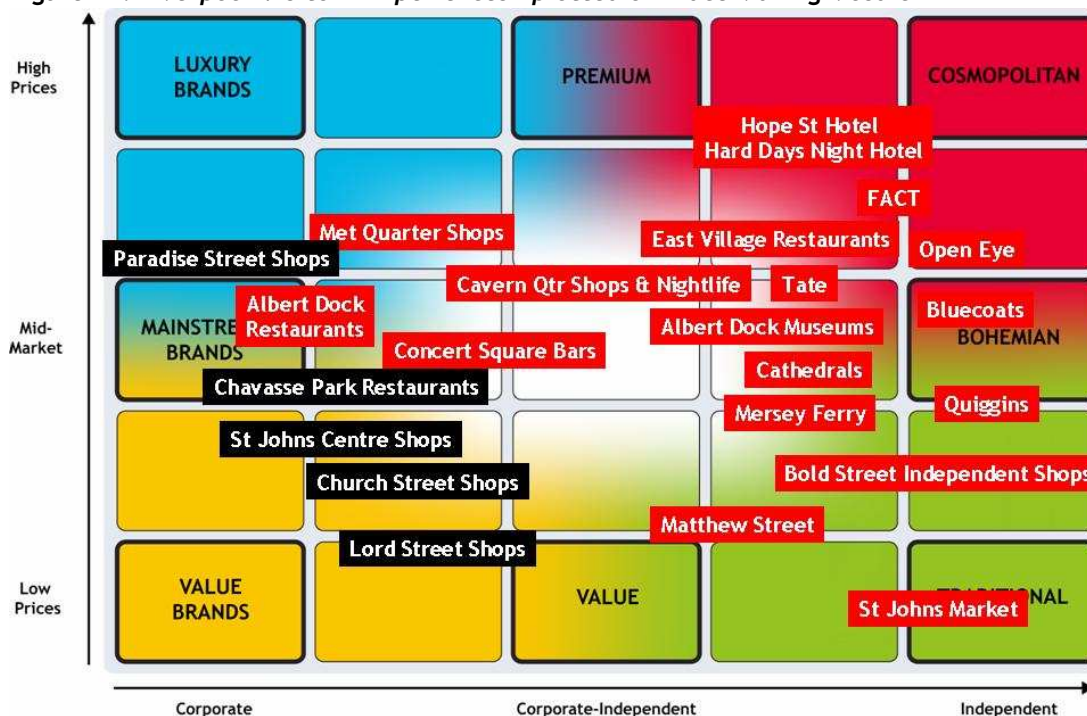 High
Prices
LUXURY
BRANDS
PREMIUM
COSMOPOLITAN
Hope St Hotel
Hard Days Night Hotel
FACT
Met Quarter Shops
East Village Restaurants
Open Eye
Paradise Street Shops
Cavern Qtr Shops & Nightlife
Tate
Mid-
Market
MAINSTRE
BRANDS
Albert Dock
Restaurants
Albert Dock Museums
Bluecoats
BOHEMIAN
Concert Square Bars
Cathedrals
Chavasse Park Restaurants
Quiggins
Mersey Ferry
St Johns Centre Shops
Bold Street Independent Shops
Church Street Shops
Matthew Street
Lord Street Shops
Low
Prices
VALUE
BRANDS
VALUE
St Johns Market
ONAL
Corporate
Corporate-Independent
Independent